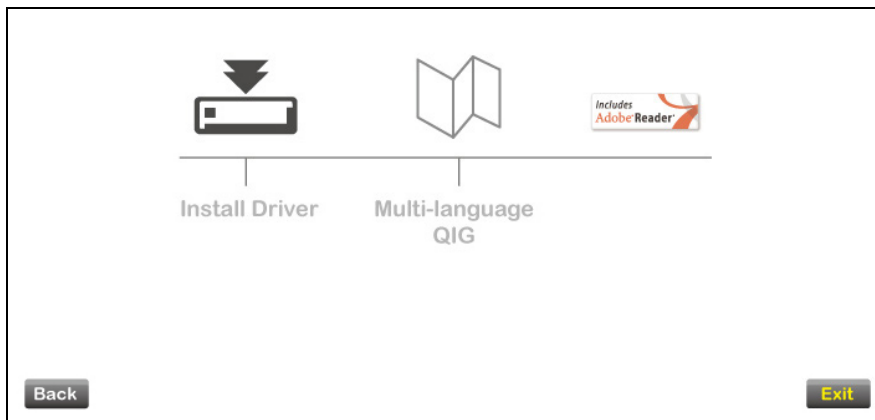 Includes
Adobe Reader
Install Driver
Multi-language
QIG
Back
Exit